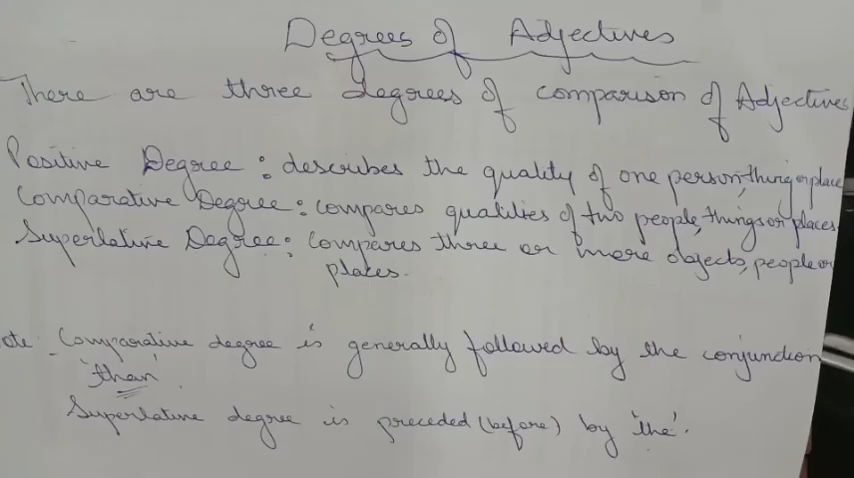 Degrees of Adjectives
There are three degrees of comparison of Adjectives
Positive Degree : describes the quality of one person, thing or place
Comparative Degree : compares qualities of two people, things or places.
Superlative Degree : compares three or more objects, people or
places.
ote: Comparative degree is generally followed by the conjunction
'than'.
Superlative degree is preceded (before) by 'the'.